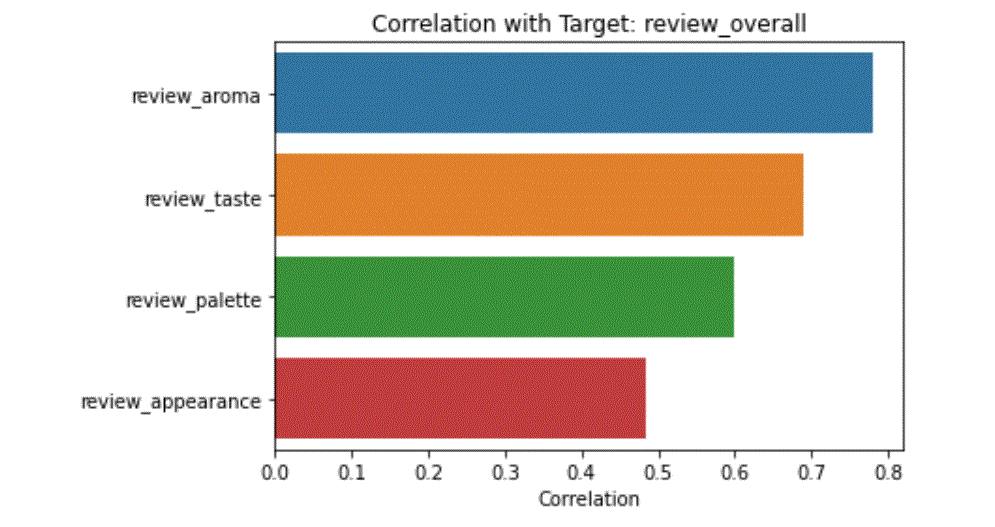 Correlation with Target: review_overall
review_aroma
review_taste
review_palette
review_appearance
0.0 0.1 0.2 0.3 0.4 0.5 0.6 0.7 0.8
Correlation